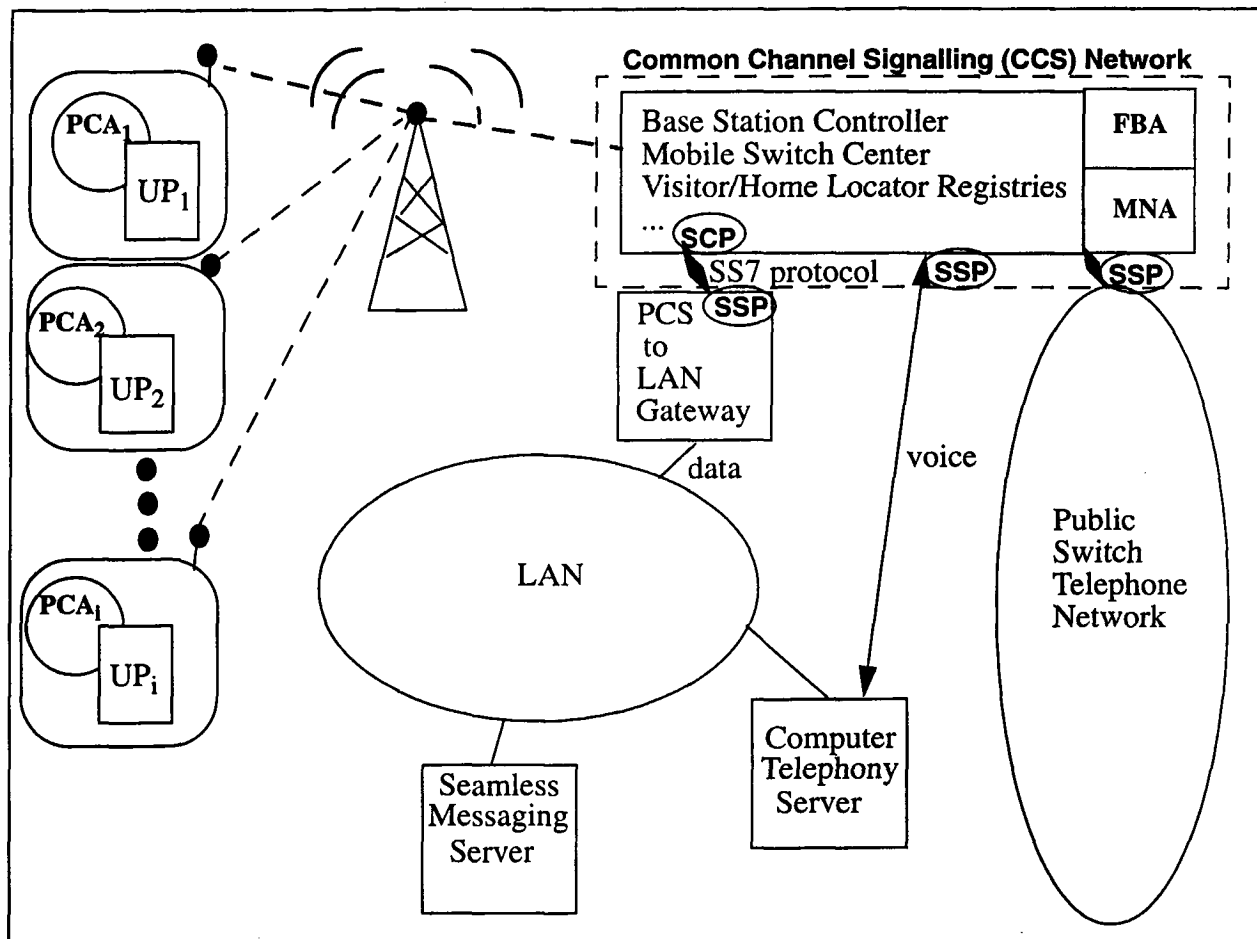 Common Channel Signalling (CCS) Network
PCA1
UP1
Base Station Controller
Mobile Switch Center
Visitor/Home Locator Registries
...
SCP
FBA
MNA
SS7 protocol
SSP
SSP
SSP
PCA2
UP2
PCS
to
LAN
Gateway
data
voice
PCAi
UPi
LAN
Public
Switch
Telephone
Network
Computer
Telephony
Server
Seamless
Messaging
Server